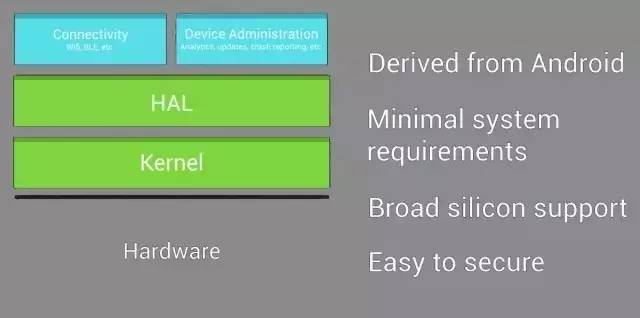 Connectivity
Wifi, BLE, etc
Device Administration
Analytics, updates, crash reporting, etc
HAL
Kernel
Hardware
Derived from Android
Minimal system
requirements
Broad silicon support
Easy to secure